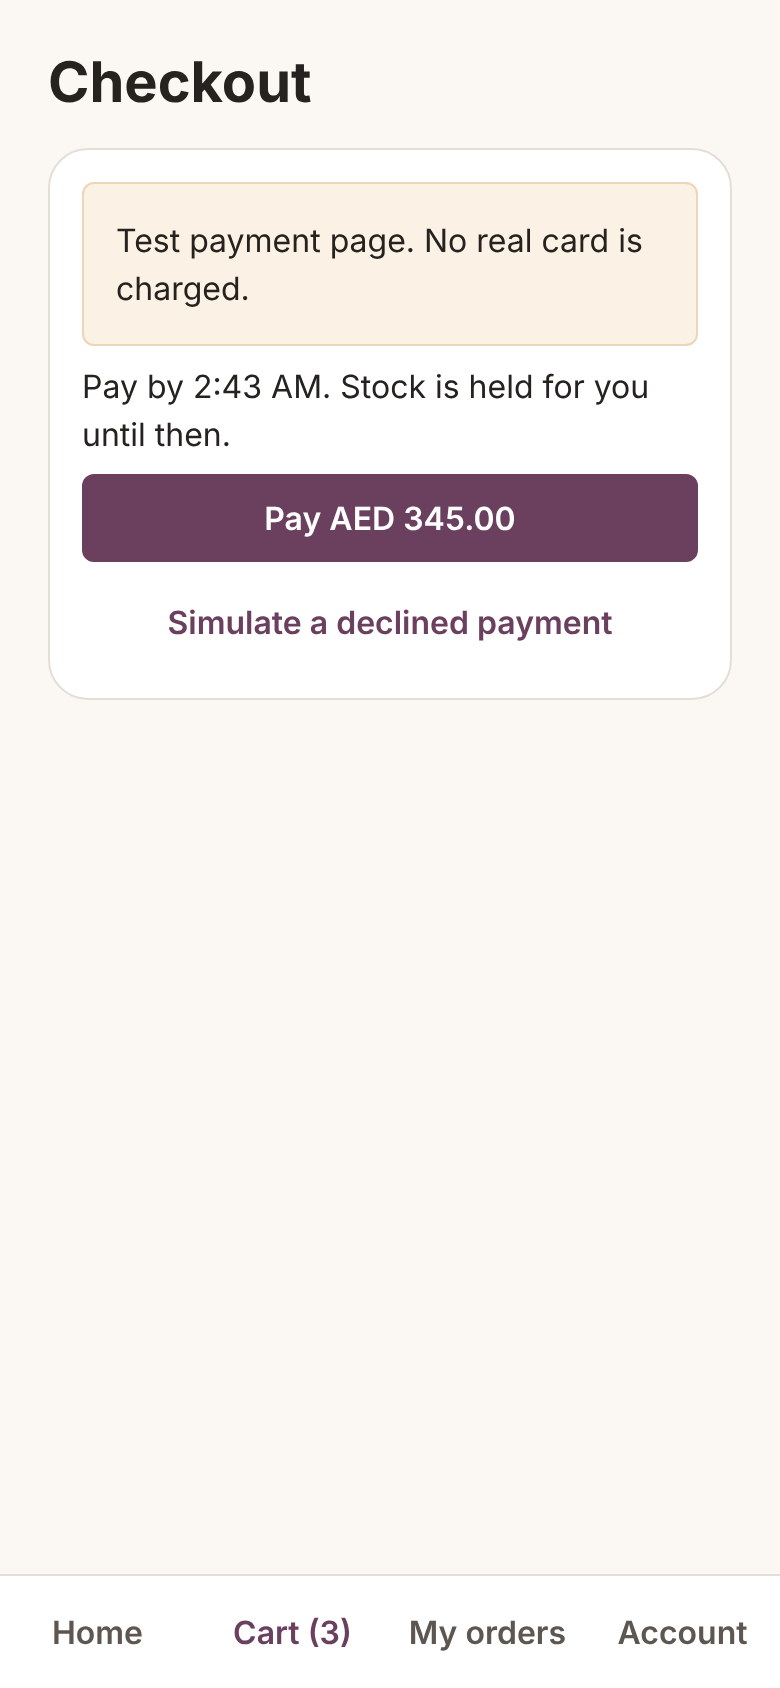 Checkout
Test payment page. No real card is
charged.
Pay by 2:43 AM. Stock is held for you
until then.
Pay AED 345.00
Simulate a declined payment
Home
Cart (3)
My orders
Account